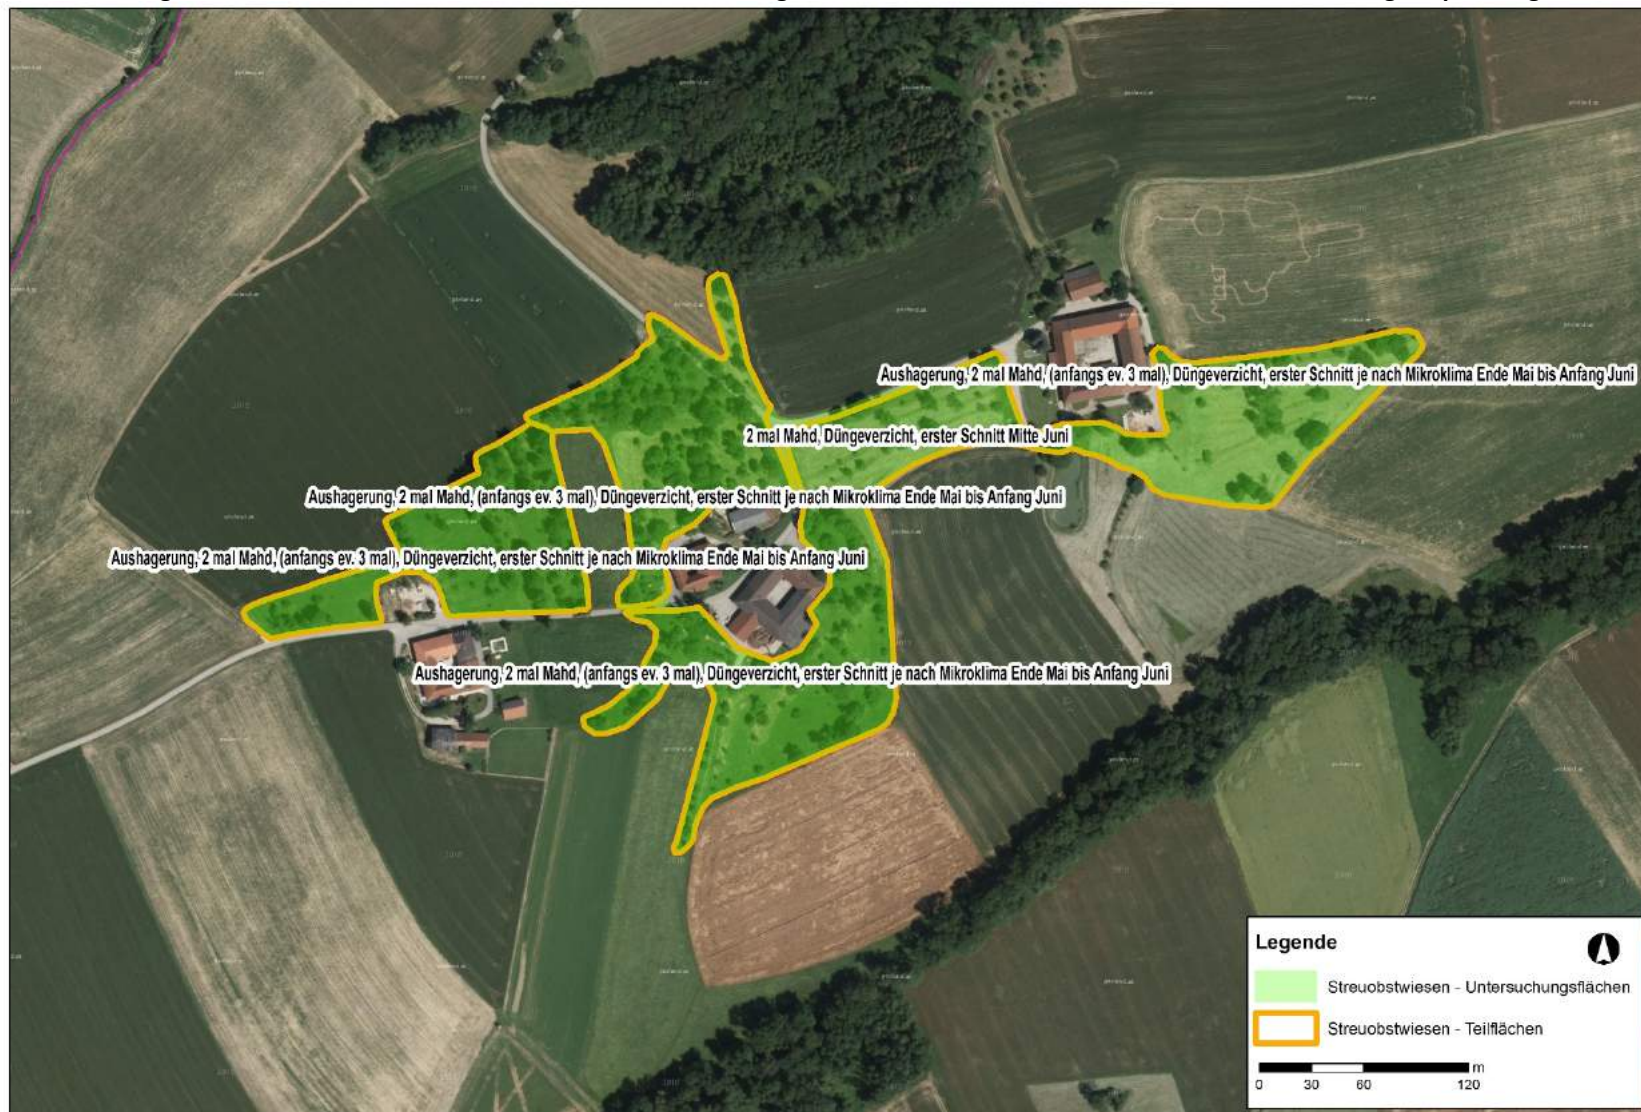 Aushagerung, 2 mal Mahd, (anfangs ev. 3 mal), Düngeverzicht, erster Schnitt je nach Mikroklima Ende Mai bis Anfang Juni
2 mal Mahd, Düngeverzicht, erster Schnitt Mitte Juni
Aushagerung, 2 mal Mahd, (anfangs ev. 3 mal), Düngeverzicht, erster Schnitt je nach Mikroklima Ende Mai bis Anfang Juni
Aushagerung, 2 mal Mahd, (anfangs ev. 3 mal), Düngeverzicht, erster Schnitt je nach Mikroklima Ende Mai bis Anfang Juni
Aushagerung, 2 mal Mahd, (anfangs ev. 3 mal), Düngeverzicht, erster Schnitt je nach Mikroklima Ende Mai bis Anfang Juni
Legende
Streuobstwiesen - Untersuchungsflächen
Streuobstwiesen - Teilflächen
m
0 30 60 120